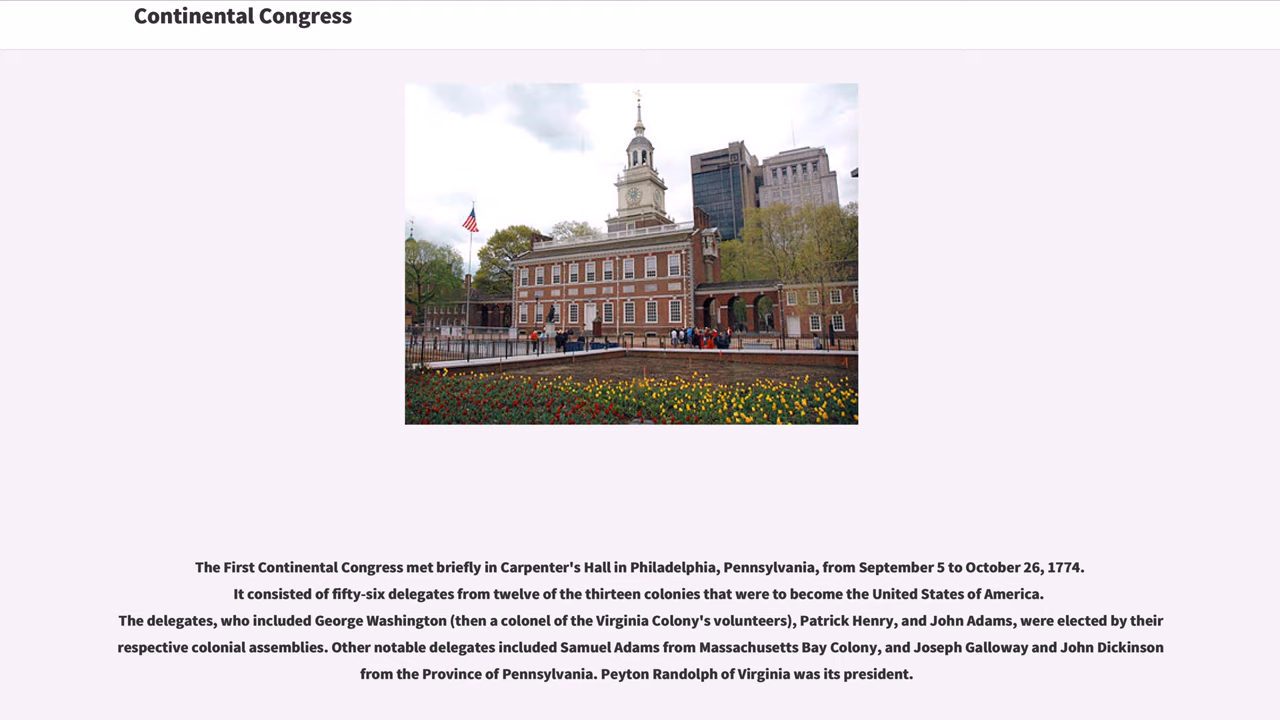 Continental Congress
The First Continental Congress met briefly in Carpenter's Hall in Philadelphia, Pennsylvania, from September 5 to October 26, 1774.
It consisted of fifty-six delegates from twelve of the thirteen colonies that were to become the United States of America.
The delegates, who included George Washington (then a colonel of the Virginia Colony's volunteers), Patrick Henry, and John Adams, were elected by their
respective colonial assemblies. Other notable delegates included Samuel Adams from Massachusetts Bay Colony, and Joseph Galloway and John Dickinson
from the Province of Pennsylvania. Peyton Randolph of Virginia was its president.